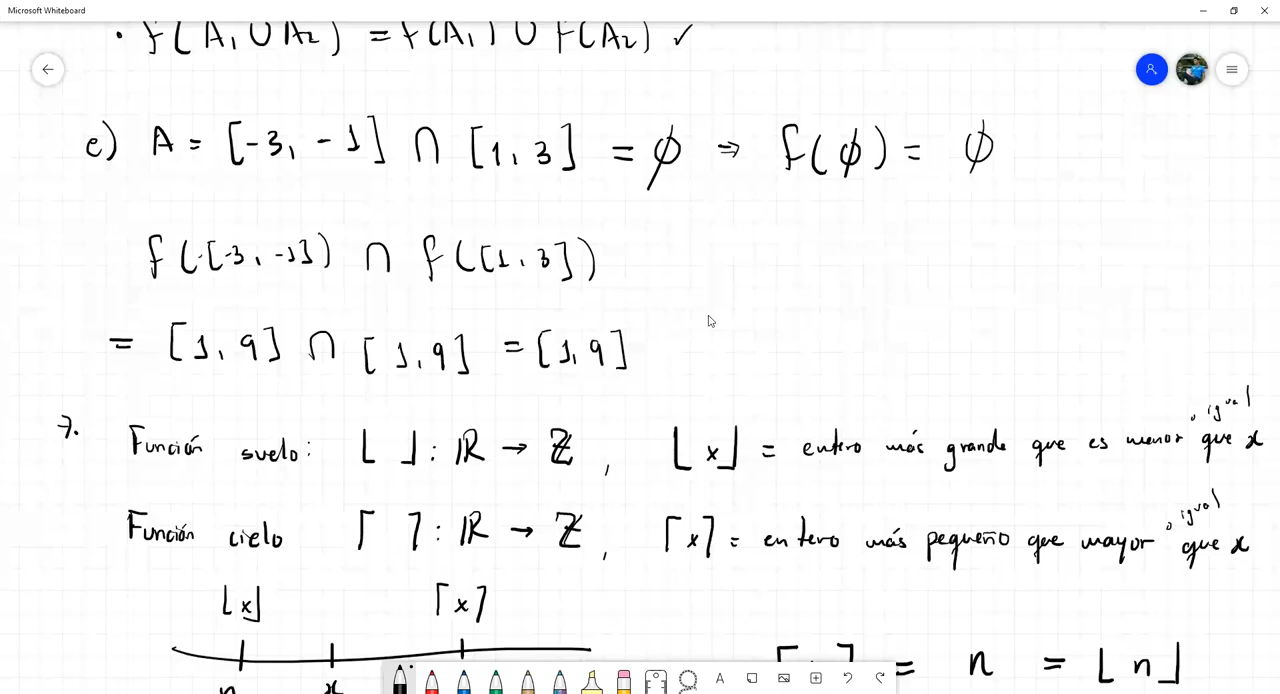 Microsoft Whiteboard
• f(A₁ ∪ A₂) = f(A₁) ∪ f(A₂) ✓
e) A = [-3, -1] ∩ [1, 3] = ϕ ⇒ f(ϕ) = ϕ
f([-3, -1]) ∩ f([1, 3])
= [1, 9] ∩ [1, 9] = [1, 9]
7. Función suelo: ⌊ ⌋: ℝ → ℤ, ⌊x⌋ = entero más grande que es menor o igual que x
Función cielo ⌈ ⌉: ℝ → ℤ, ⌈x⌉ = entero más pequeño que mayor o igual que x
⌊x⌋ ⌈x⌉
= n = ⌊n⌋
n x